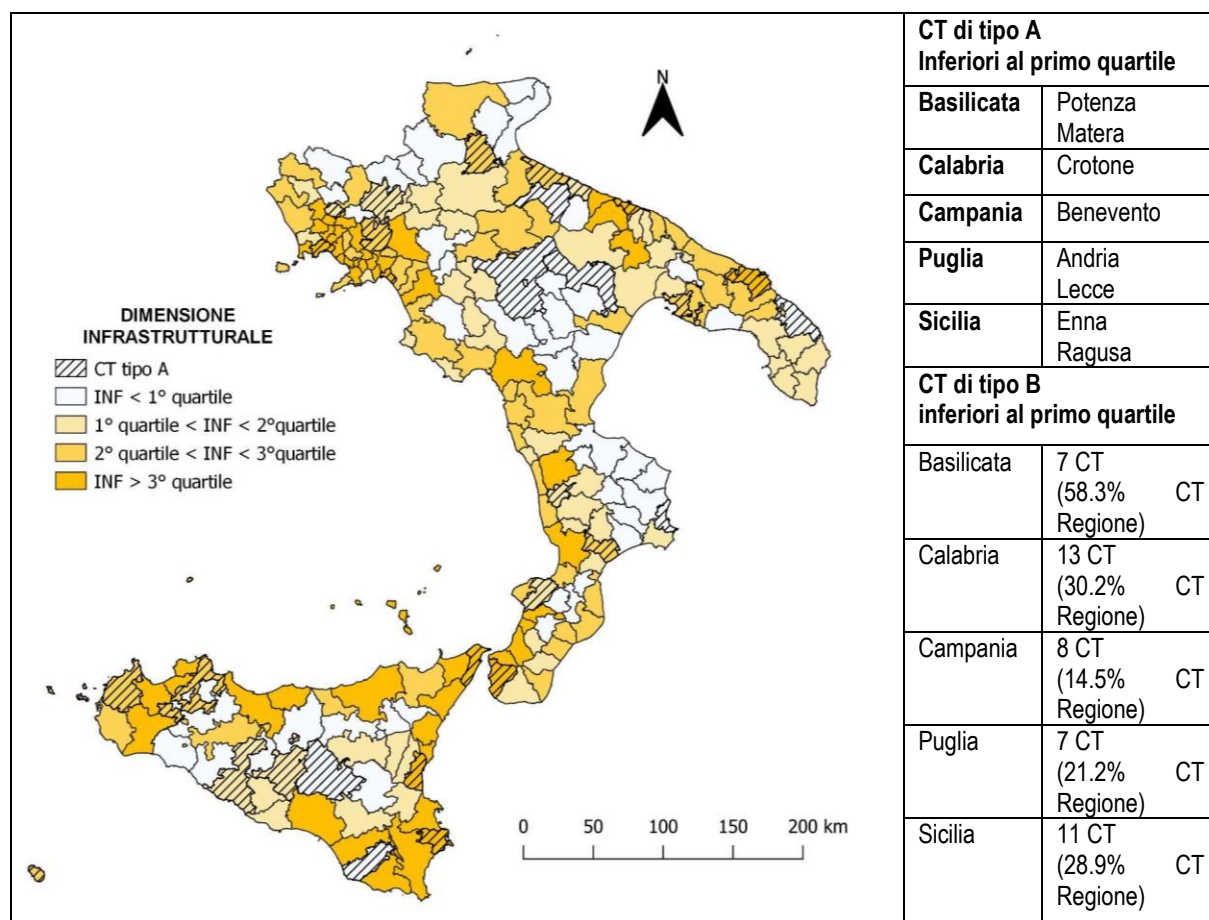 N
DIMENSIONE
INFRASTRUTTURALE
CT tipo A
INF < 1° quartile
1° quartile < INF < 2°quartile
2° quartile < INF < 3°quartile
INF > 3° quartile
0 50 100 150 200 km
CT di tipo A
Inferiori al primo quartile
Basilicata Potenza
Matera
Calabria Crotone
Campania Benevento
Puglia Andria
Lecce
Sicilia Enna
Ragusa
CT di tipo B
inferiori al primo quartile
Basilicata 7 CT
(58.3% CT
Regione)
Calabria 13 CT
(30.2% CT
Regione)
Campania 8 CT
(14.5% CT
Regione)
Puglia 7 CT
(21.2% CT
Regione)
Sicilia 11 CT
(28.9% CT
Regione)